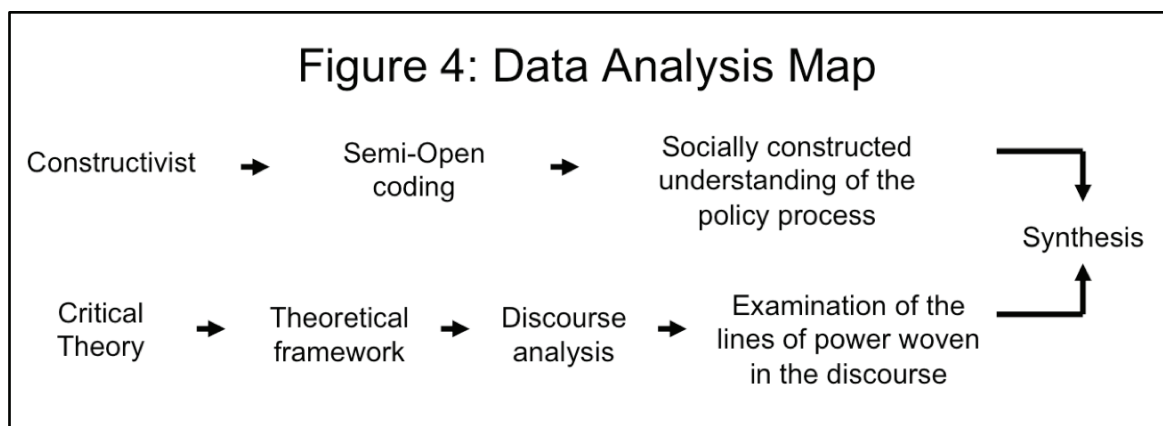 Figure 4: Data Analysis Map
Constructivist
Semi-Open
coding
Socially constructed
understanding of the
policy process
Synthesis
Critical
Theory
Theoretical
framework
Discourse
analysis
Examination of the
lines of power woven
in the discourse